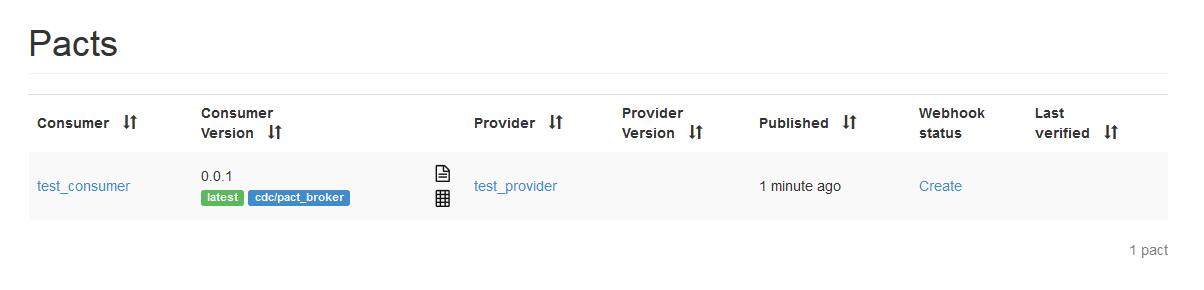 Pacts
Consumer
Consumer Version
Provider
Provider Version
Published
Webhook status
Last verified
test_consumer
0.0.1
latest cdc/pact_broker
test_provider
1 minute ago
Create
1 pact